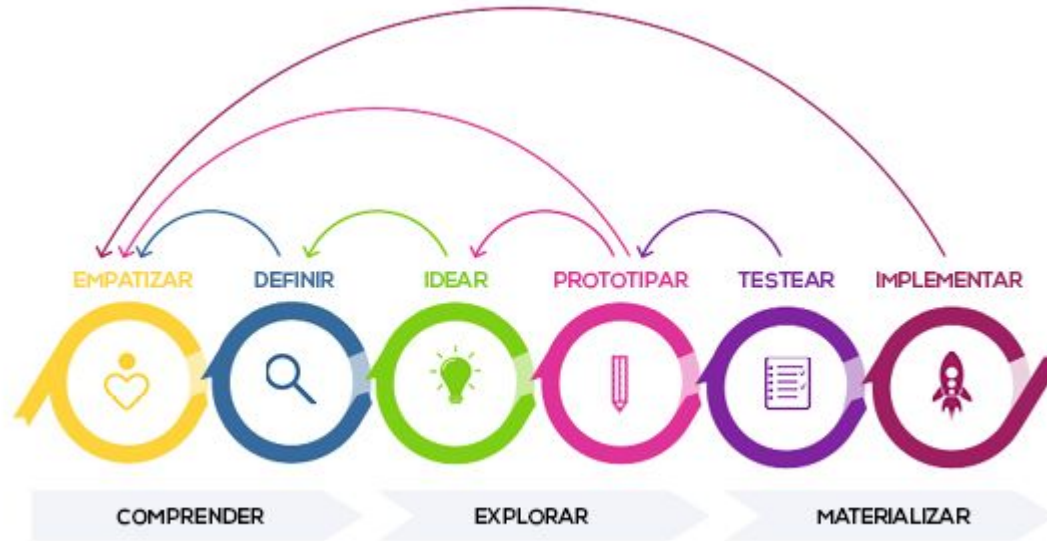 EMPATIZAR DEFINIR IDEAR PROTOTIPAR TESTEAR IMPLEMENTAR
COMPRENDER EXPLORAR MATERIALIZAR